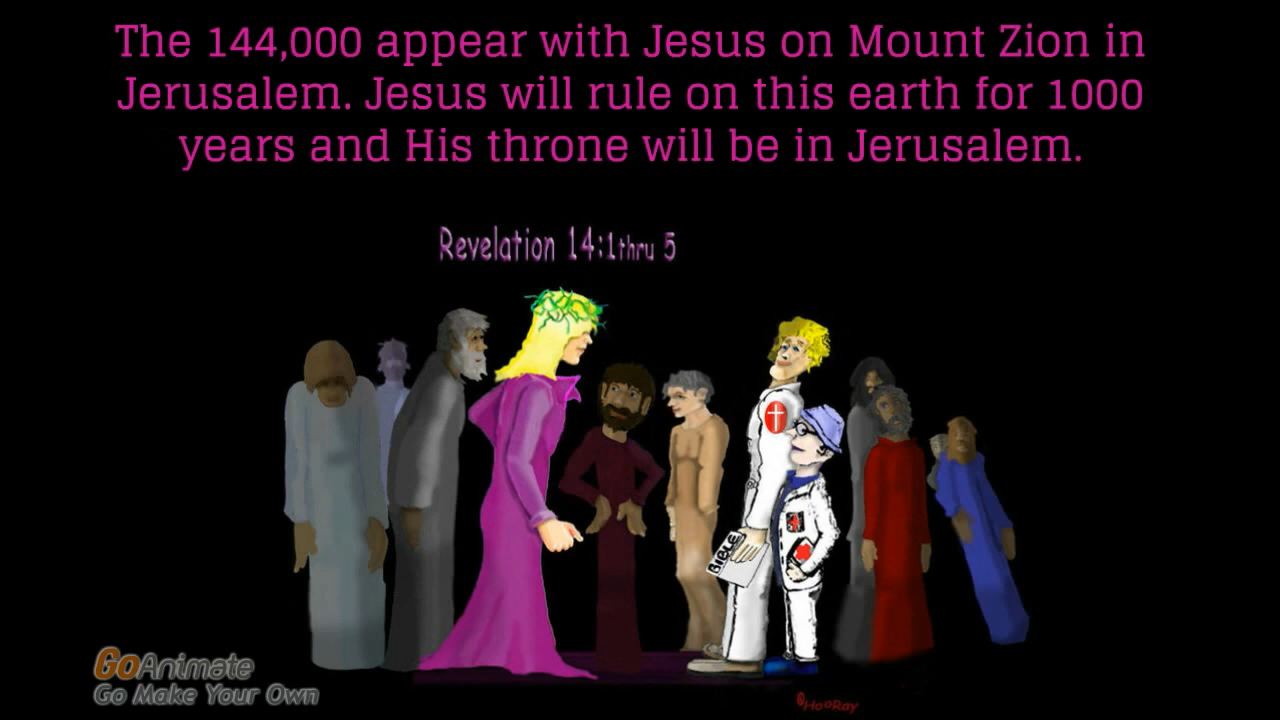 The 144,000 appear with Jesus on Mount Zion in
Jerusalem. Jesus will rule on this earth for 1000
years and His throne will be in Jerusalem.
Revelation 14:1thru 5
BIBLE
GoAnimate
Go Make Your Own
HooRay